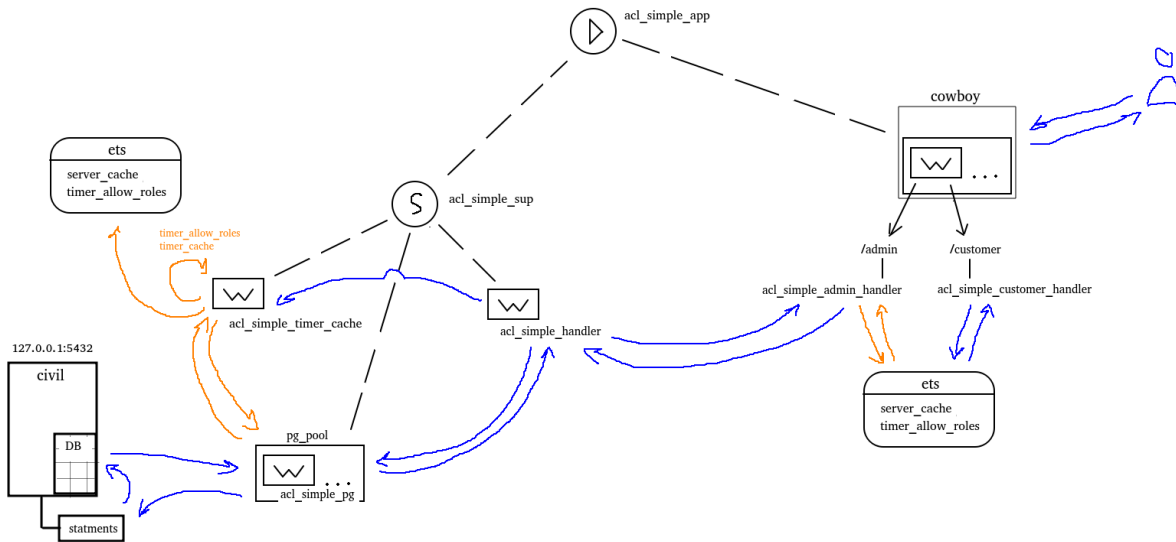 acl_simple_app
cowboy
W ...
ets
server_cache
timer_allow_roles
S
acl_simple_sup
timer_allow_roles
timer_cache
/admin
/customer
W
acl_simple_timer_cache
W
acl_simple_handler
acl_simple_admin_handler
acl_simple_customer_handler
127.0.0.1:5432
civil
DB
ets
server_cache
timer_allow_roles
pg_pool
W ...
acl_simple_pg
statments